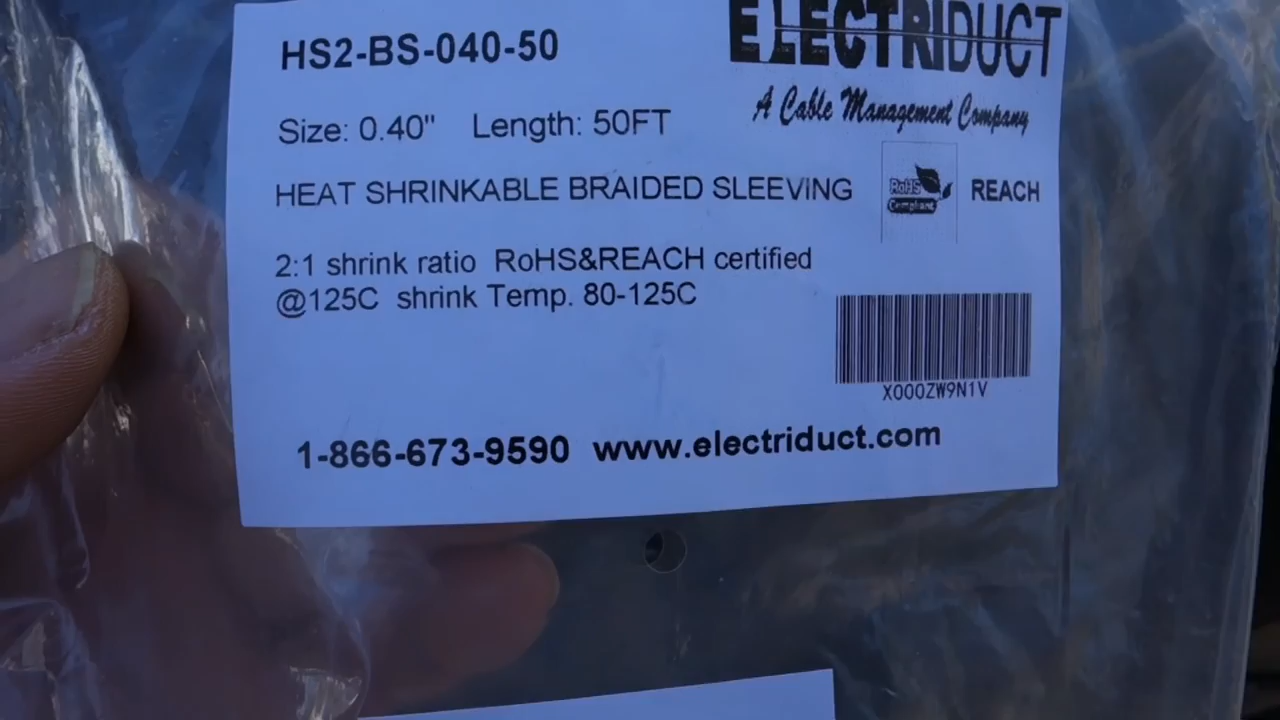 HS2-BS-040-50
ELECTRIDUCT
A Cable Management Company
Size: 0.40" Length: 50FT
HEAT SHRINKABLE BRAIDED SLEEVING
RoHS
Compliant
REACH
2:1 shrink ratio RoHS&REACH certified
@125C shrink Temp. 80-125C
X000ZW9N1V
1-866-673-9590 www.electriduct.com